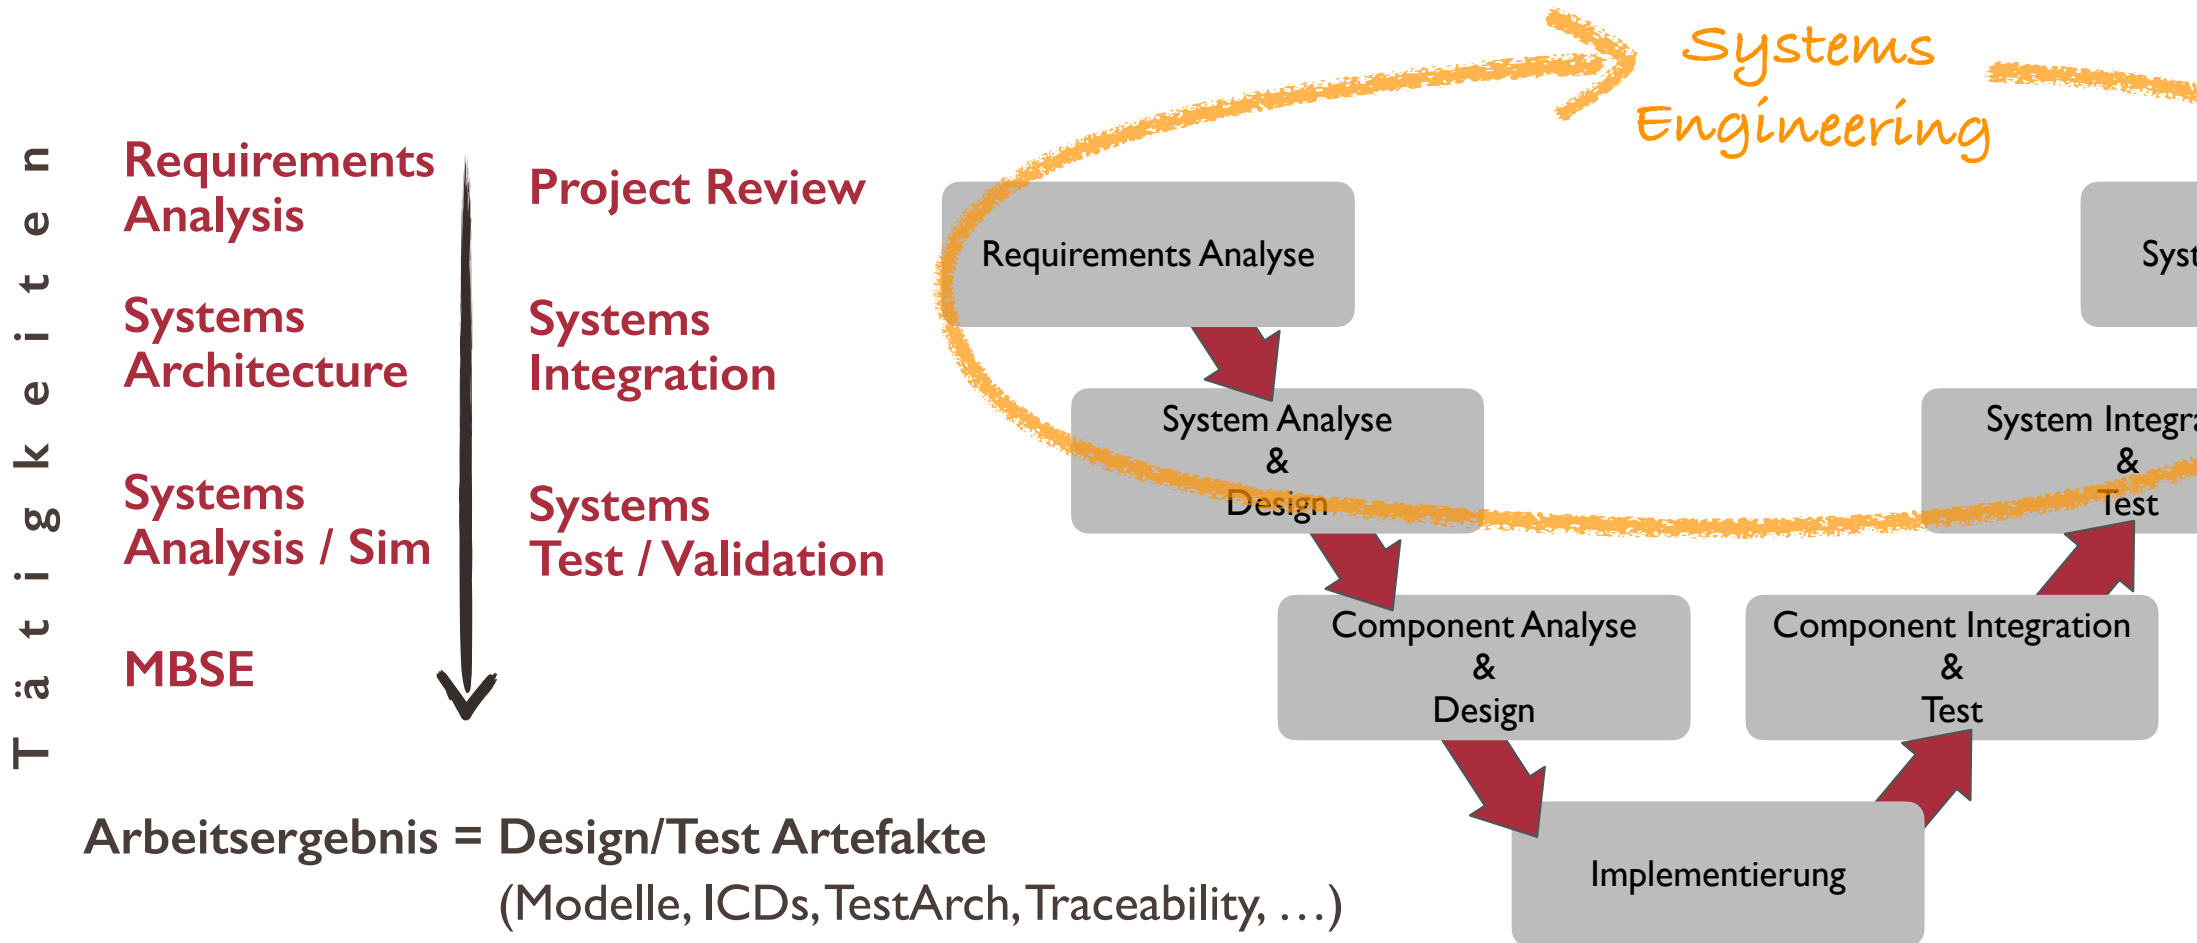 Tätigkeiten
Requirements
Analysis
Systems
Architecture
Systems
Analysis / Sim
MBSE
Project Review
Systems
Integration
Systems
Test / Validation
Arbeitsergebnis = Design/Test Artefakte
(Modelle, ICDs, TestArch, Traceability, …)
Systems
Engineering
Requirements Analyse
System Analyse
&
Design
Component Analyse
&
Design
Implementierung
Component Integration
&
Test
System
&
Test